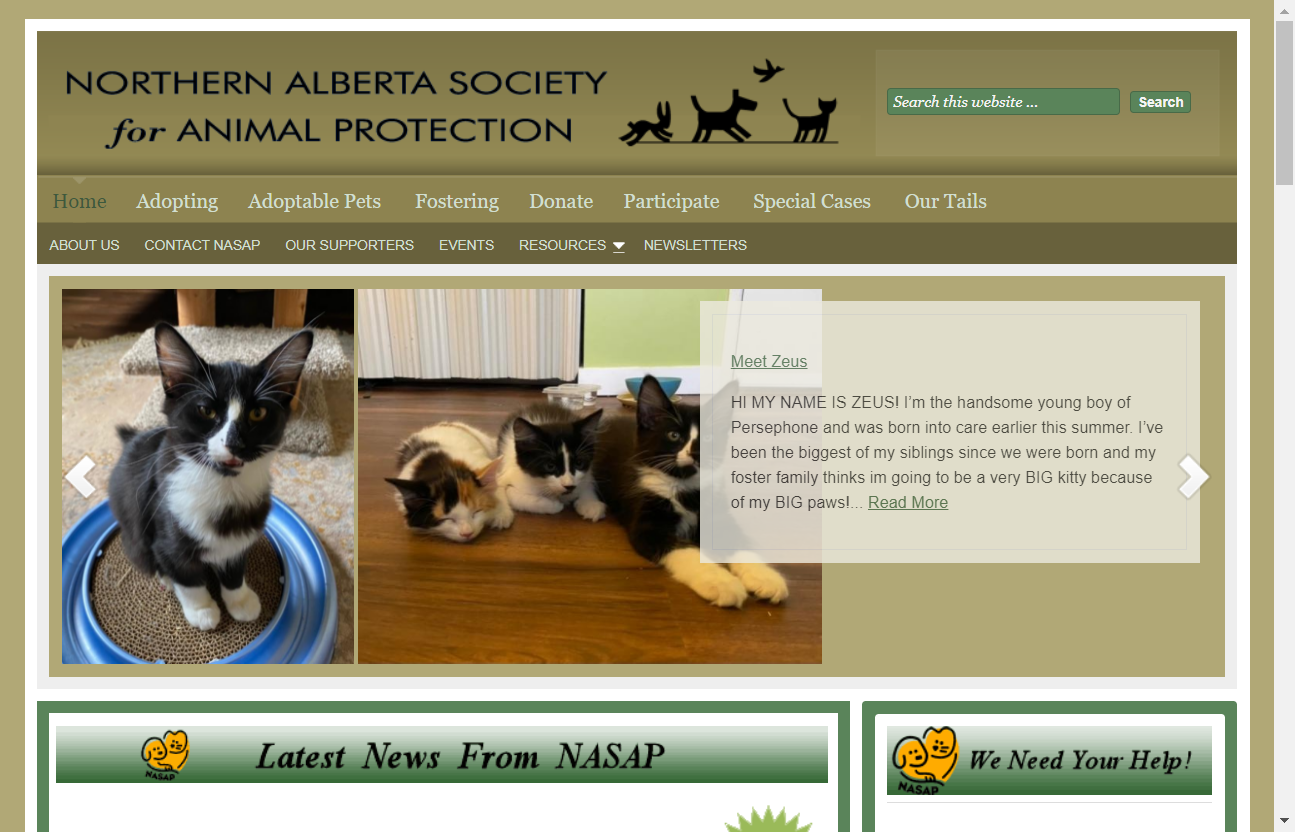 NORTHERN ALBERTA SOCIETY
for ANIMAL PROTECTION
Search this website ...
Search
Home
Adopting
Adoptable Pets
Fostering
Donate
Participate
Special Cases
Our Tails
ABOUT US
CONTACT NASAP
OUR SUPPORTERS
EVENTS
RESOURCES
NEWSLETTERS
Meet Zeus
HI MY NAME IS ZEUS! I’m the handsome young boy of
Persephone and was born into care earlier this summer. I’ve
been the biggest of my siblings since we were born and my
foster family thinks im going to be a very BIG kitty because
of my BIG paws!... Read More
NASAP
Latest News From NASAP
NASAP
We Need Your Help!